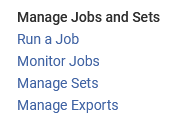 Manage Jobs and Sets
Run a Job
Monitor Jobs
Manage Sets
Manage Exports